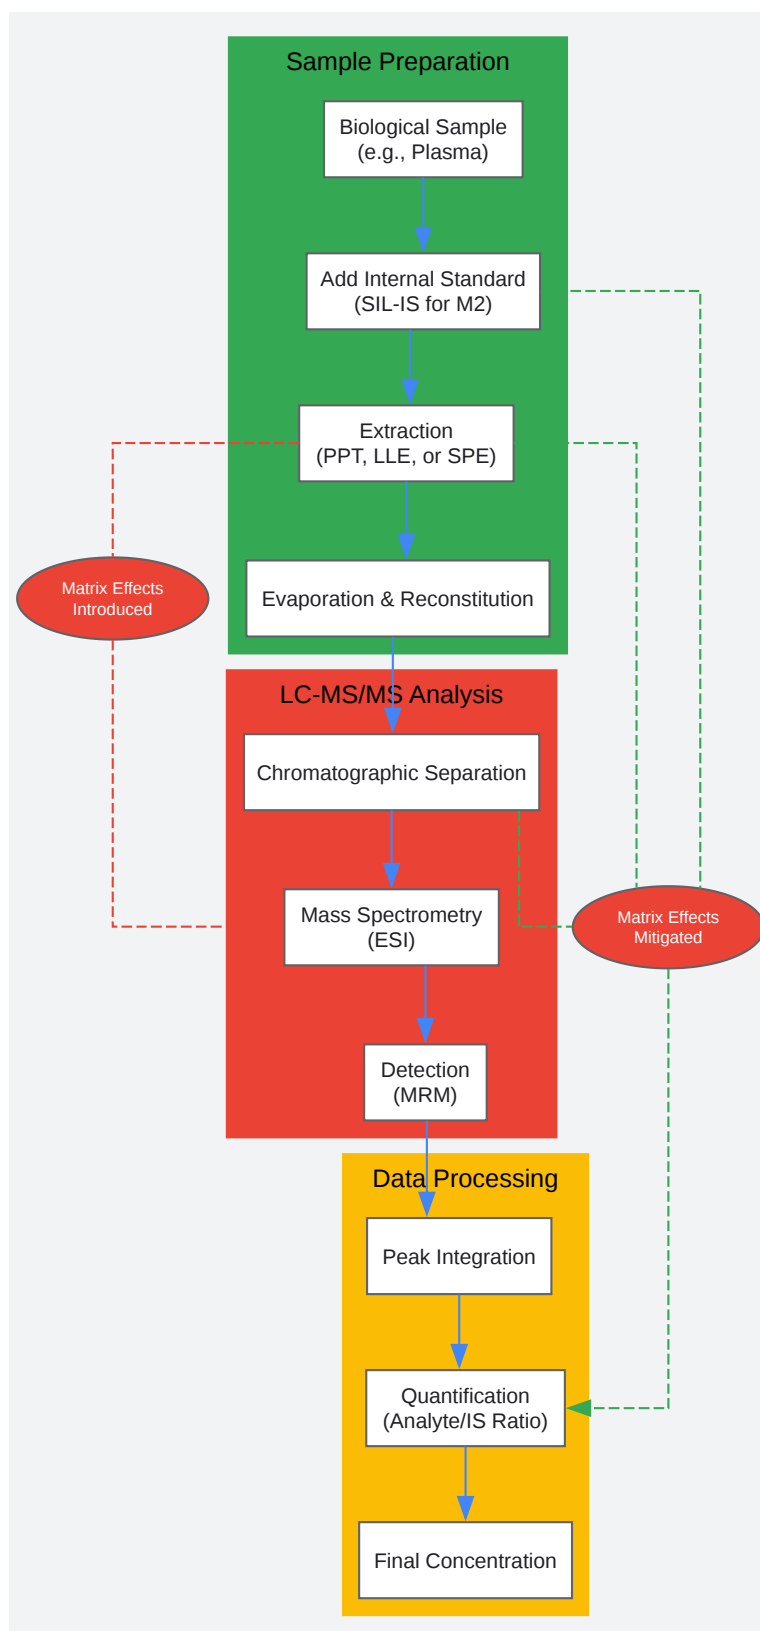 Sample Preparation
Biological Sample
(e.g., Plasma)
Add Internal Standard
(SIL-IS for M2)
Extraction
(PPT, LLE, or SPE)
Matrix Effects
Introduced
Evaporation & Reconstitution
LC-MS/MS Analysis
Chromatographic Separation
Mass Spectrometry
(ESI)
Matrix Effects
Mitigated
Detection
(MRM)
Data Processing
Peak Integration
Quantification
(Analyte/IS Ratio)
Final Concentration